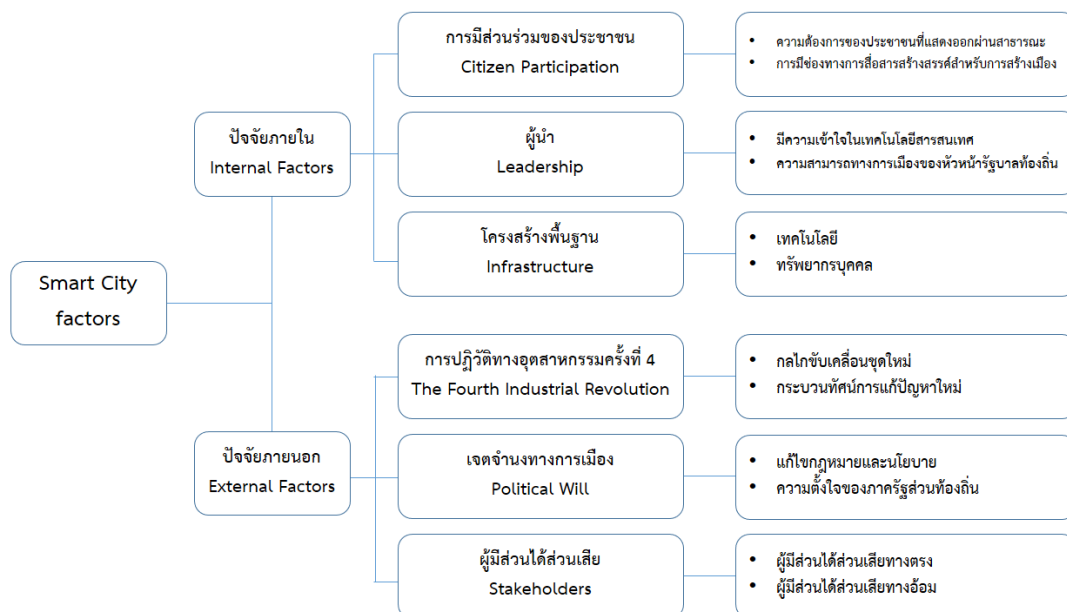 Smart City
factors
ปัจจัยภายใน
Internal Factors
การมีส่วนร่วมของประชาชน
Citizen Participation
• ความต้องการของประชาชนที่แสดงออกผ่านสาธารณะ
• การมีช่องทางการสื่อสารสร้างสรรค์สำหรับการสร้างเมือง
ผู้นำ
Leadership
• มีความเข้าใจในเทคโนโลยีสารสนเทศ
• ความสามารถทางการเมืองของหัวหน้ารัฐบาลท้องถิ่น
โครงสร้างพื้นฐาน
Infrastructure
• เทคโนโลยี
• ทรัพยากรบุคคล
ปัจจัยภายนอก
External Factors
การปฏิวัติทางอุตสาหกรรมครั้งที่ 4
The Fourth Industrial Revolution
• กลไกขับเคลื่อนชุดใหม่
• กระบวนทัศน์การแก้ปัญหาใหม่
เจตจำนงทางการเมือง
Political Will
• แก้ไขกฎหมายและนโยบาย
• ความตั้งใจของภาครัฐส่วนท้องถิ่น
ผู้มีส่วนได้ส่วนเสีย
Stakeholders
• ผู้มีส่วนได้ส่วนเสียทางตรง
• ผู้มีส่วนได้ส่วนเสียทางอ้อม